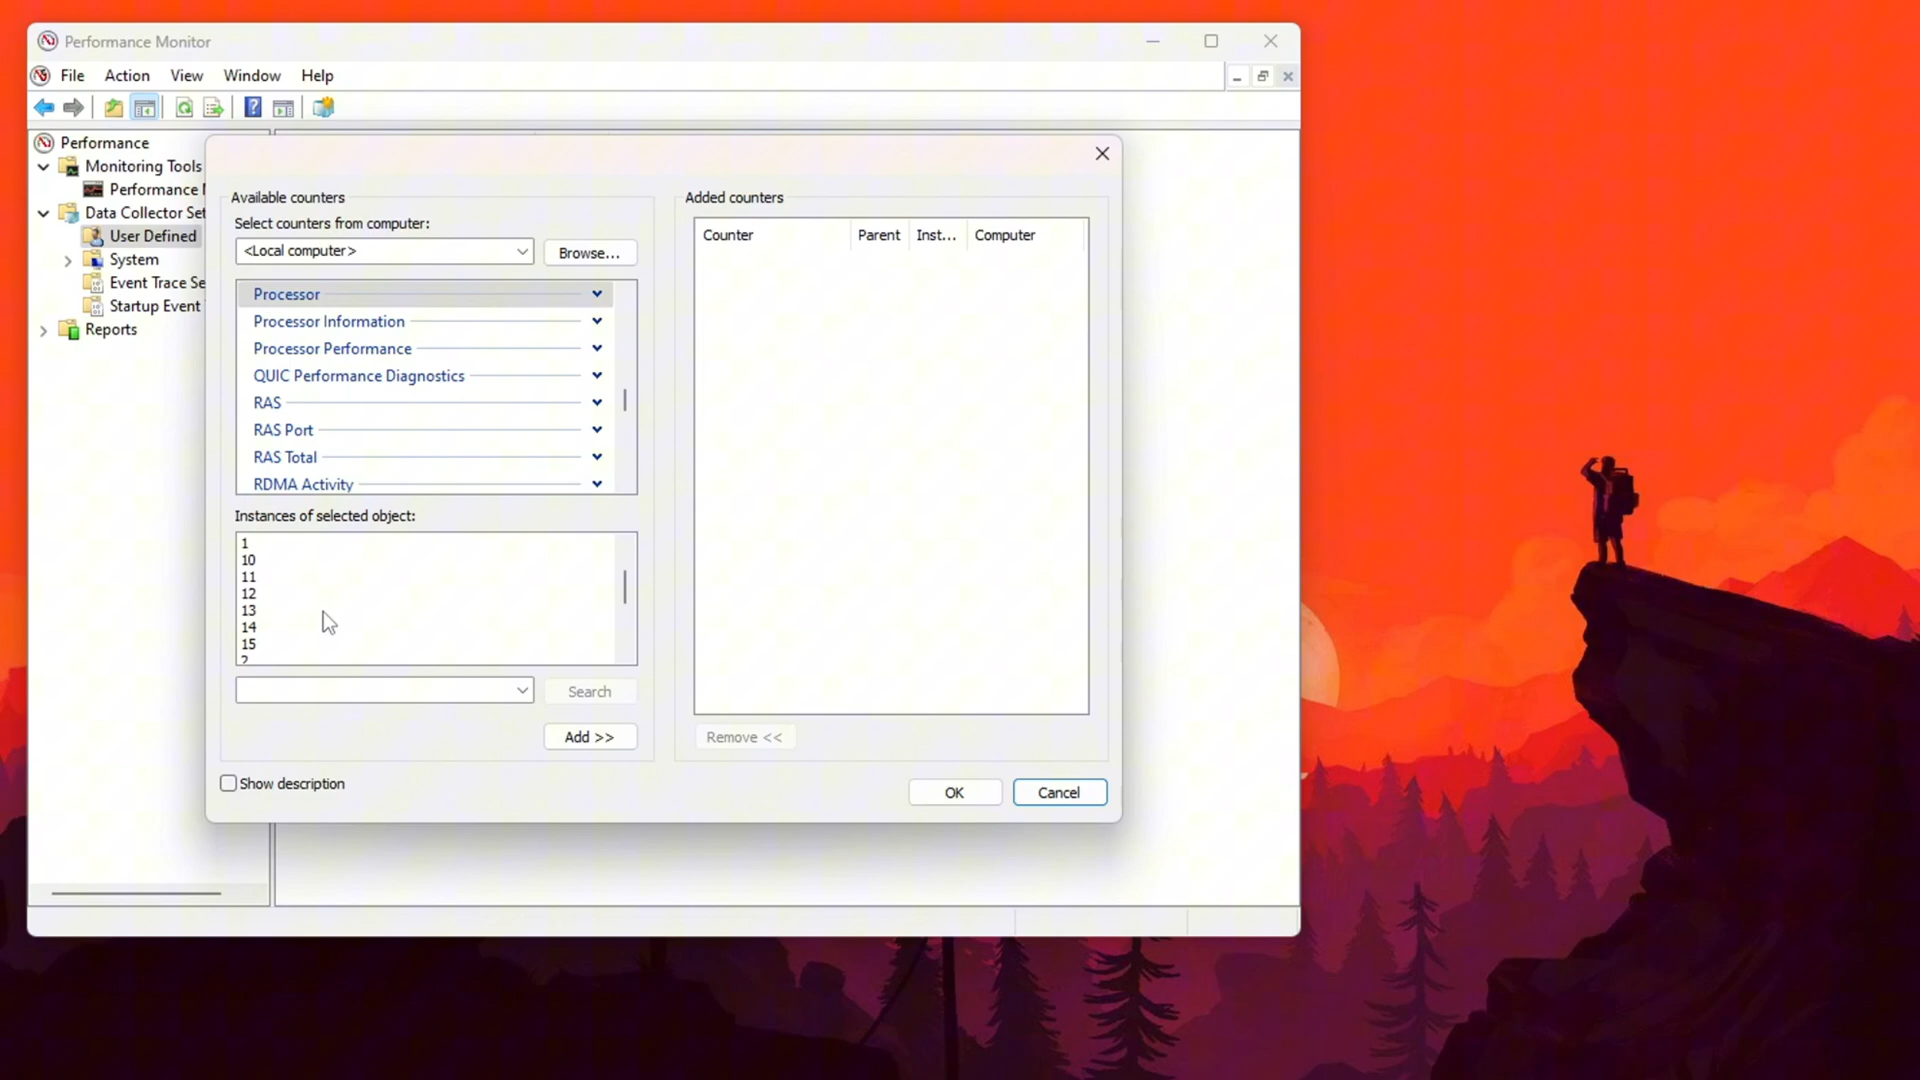 Performance Monitor
File Action View Window Help
Performance
Monitoring Tools
Performance
Data Collector Set
User Defined
System
Event Trace Se
Startup Event
Reports
Available counters
Select counters from computer:
<Local computer>
Browse...
Processor
Processor Information
Processor Performance
QUIC Performance Diagnostics
RAS
RAS Port
RAS Total
RDMA Activity
Instances of selected object:
1
10
11
12
13
14
15
2
Search
Add >>
Show description
Added counters
Counter Parent Inst... Computer
Remove <<
OK Cancel